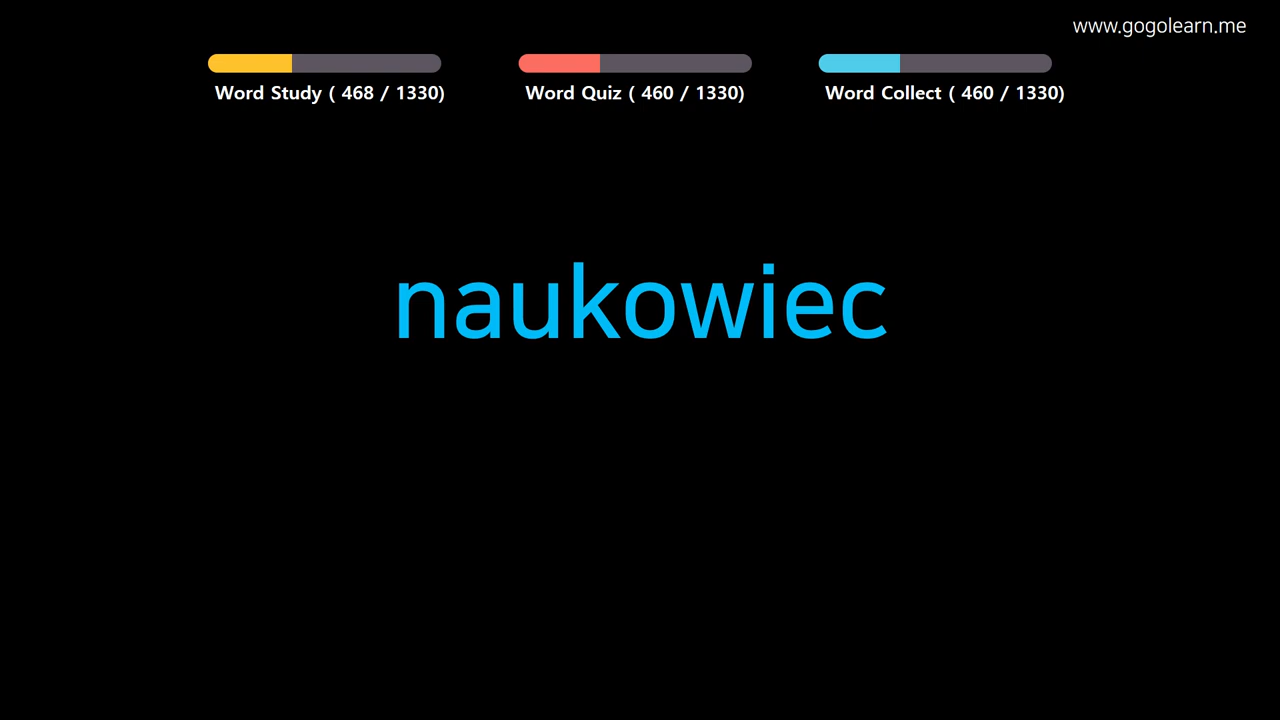 www.gogolearn.me
Word Study ( 468 / 1330)
Word Quiz ( 460 / 1330)
Word Collect ( 460 / 1330)
naukowiec